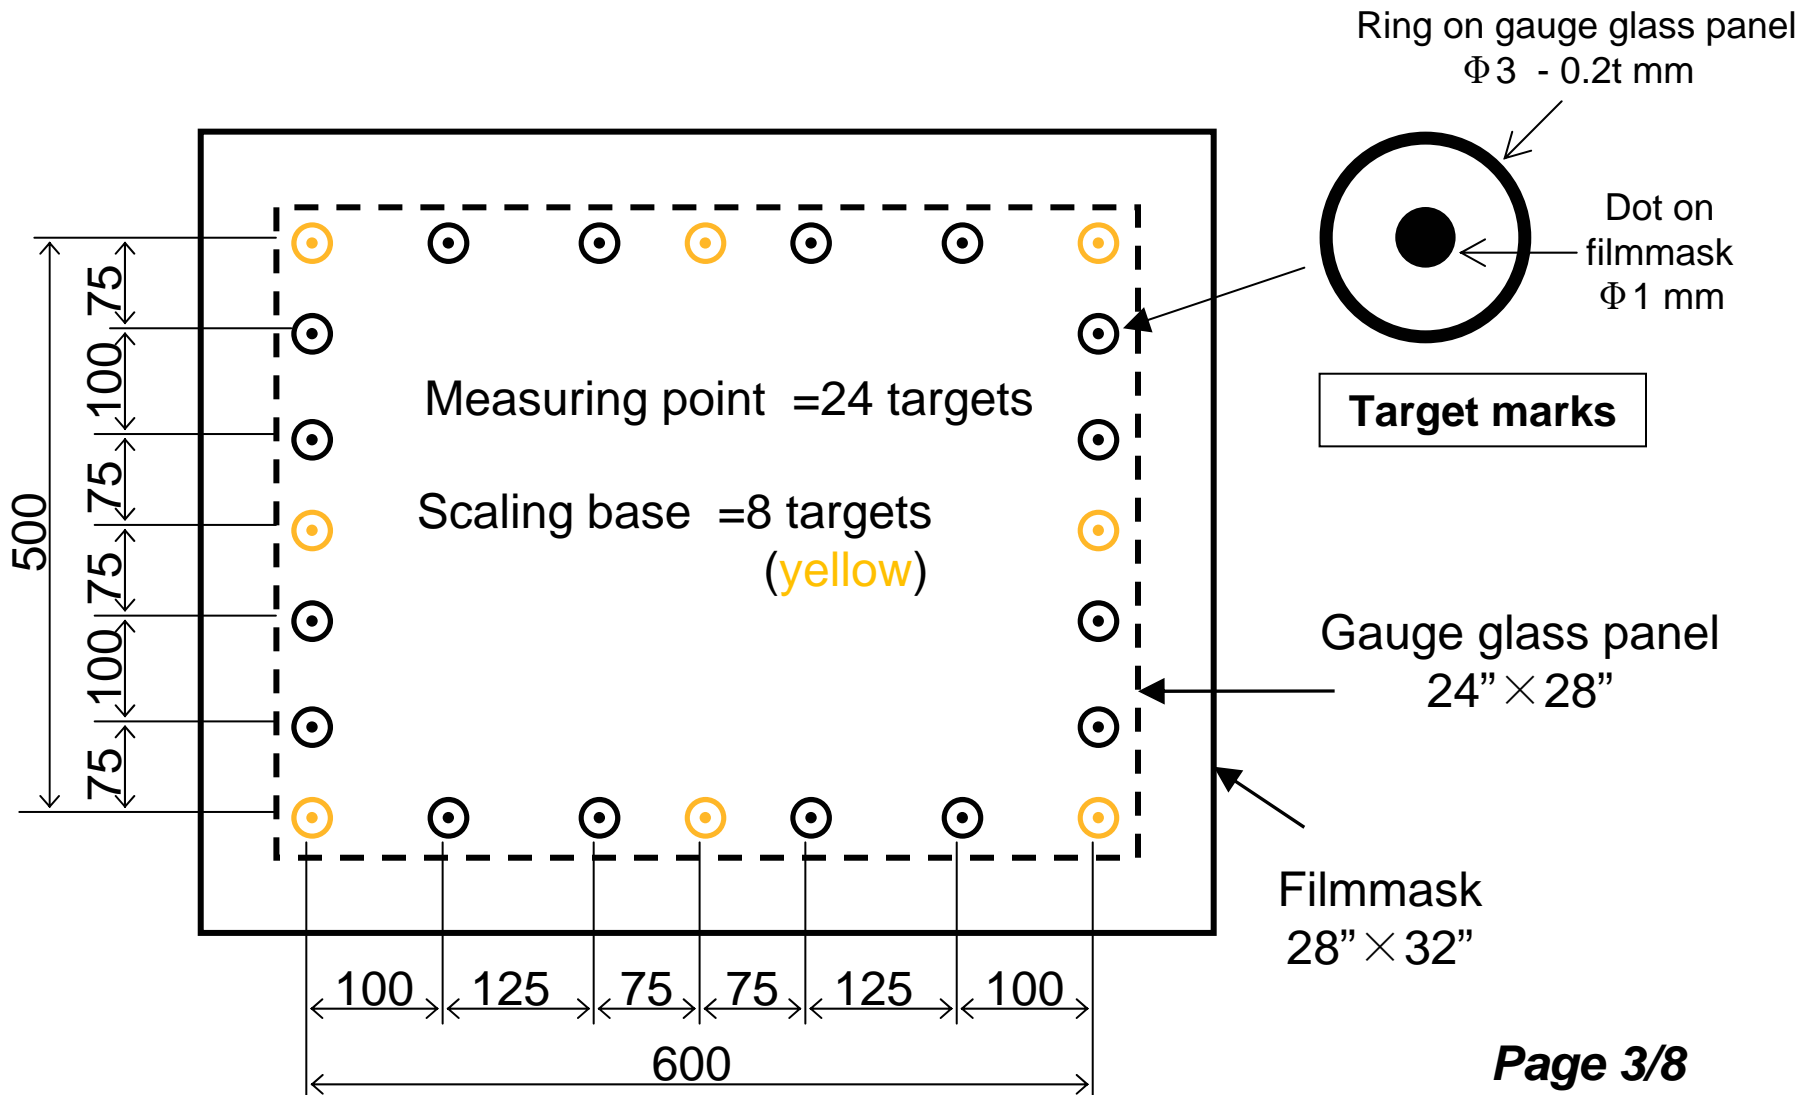 Ring on gauge glass panel
Φ3 - 0.2t mm
Dot on
filmmask
Φ1 mm
Target marks
75
100
75
75
100
75
500
Measuring point =24 targets
Scaling base =8 targets
(yellow)
Gauge glass panel
24”×28”
Filmmask
28”×32”
100 125 75 75 125 100
600
Page 3/8